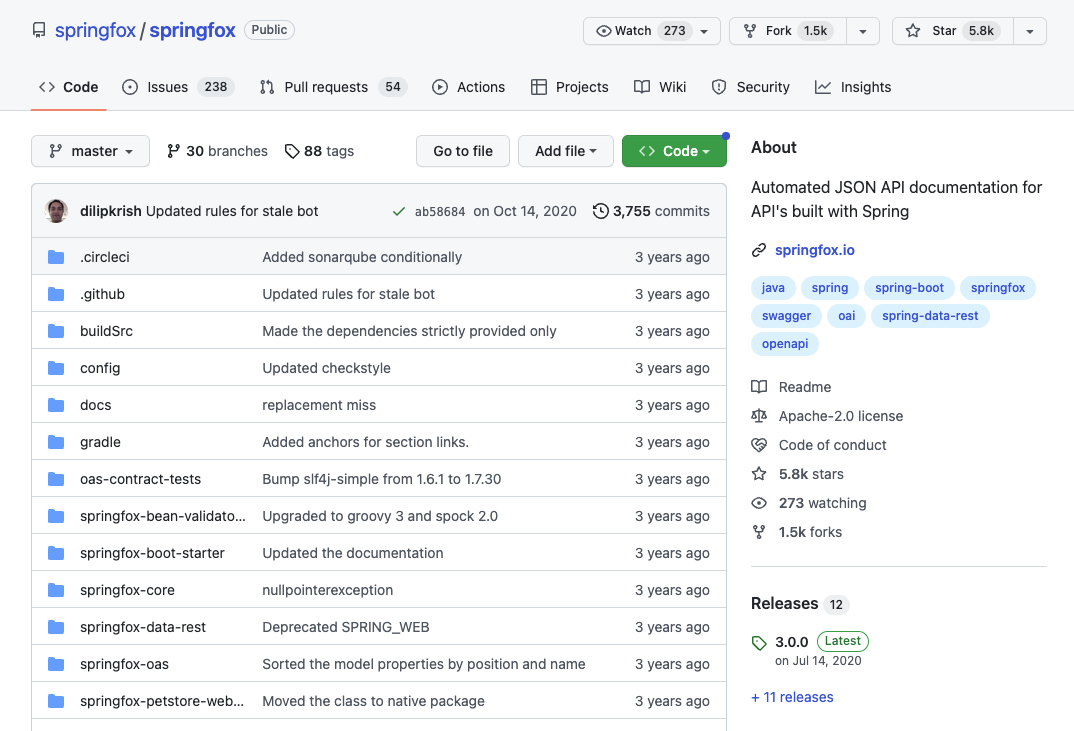 springfox / springfox Public
Watch 273 Fork 1.5k Star 5.8k
Code Issues 238 Pull requests 54 Actions Projects Wiki Security Insights
master 30 branches 88 tags Go to file Add file Code
dilipkrish Updated rules for stale bot ab58684 on Oct 14, 2020 3,755 commits
.circleci Added sonarqube conditionally 3 years ago
.github Updated rules for stale bot 3 years ago
buildSrc Made the dependencies strictly provided only 3 years ago
config Updated checkstyle 3 years ago
docs replacement miss 3 years ago
gradle Added anchors for section links. 3 years ago
oas-contract-tests Bump slf4j-simple from 1.6.1 to 1.7.30 3 years ago
springfox-bean-validato... Upgraded to groovy 3 and spock 2.0 3 years ago
springfox-boot-starter Updated the documentation 3 years ago
springfox-core nullpointerexception 3 years ago
springfox-data-rest Deprecated SPRING_WEB 3 years ago
springfox-oas Sorted the model properties by position and name 3 years ago
springfox-petstore-web... Moved the class to native package 3 years ago
About
Automated JSON API documentation for
API's built with Spring
springfox.io
java spring spring-boot springfox
swagger oai spring-data-rest
openapi
Readme
Apache-2.0 license
Code of conduct
5.8k stars
273 watching
1.5k forks
Releases 12
3.0.0 Latest
on Jul 14, 2020
+ 11 releases